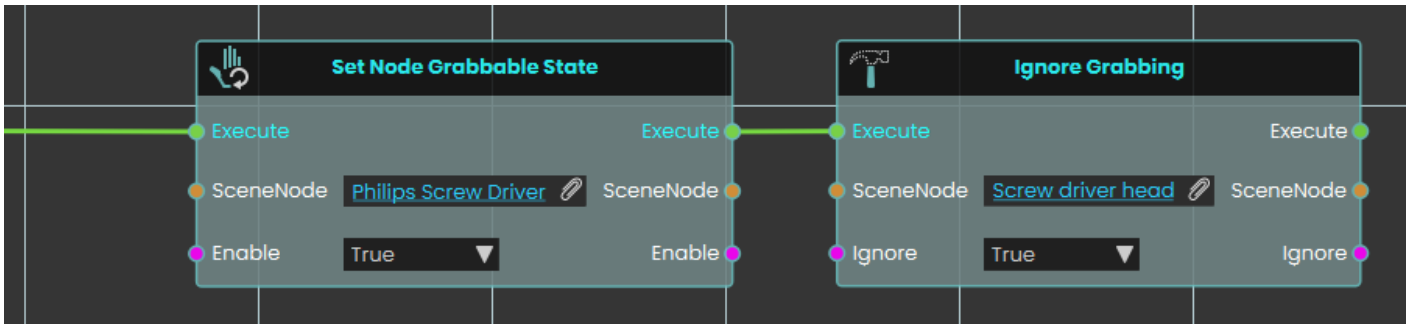 Set Node Grabbable State
Execute Execute
SceneNode Philips Screw Driver SceneNode
Enable True Enable
Ignore Grabbing
Execute Execute
SceneNode Screw driver head SceneNode
Ignore True Ignore